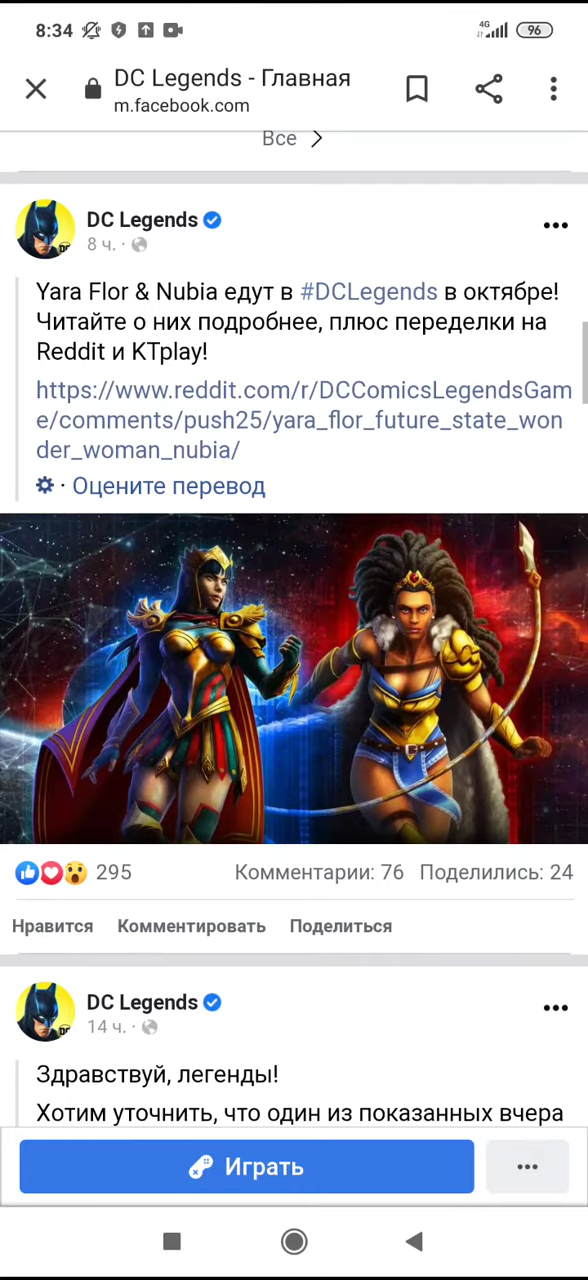 8:34
4G
96
DC Legends - Главная
m.facebook.com
Все
DC Legends
8 ч. ·
Yara Flor & Nubia едут в #DCLegends в октябре!
Читайте о них подробнее, плюс переделки на
Reddit и KTplay!
https://www.reddit.com/r/DCComicsLegendsGam
e/comments/push25/yara_flor_future_state_won
der_woman_nubia/
· Оцените перевод
295
Комментарии: 76 Поделились: 24
Нравится Комментировать Поделиться
DC Legends
14 ч. ·
Здравствуй, легенды!
Хотим уточнить, что один из показанных вчера
Играть